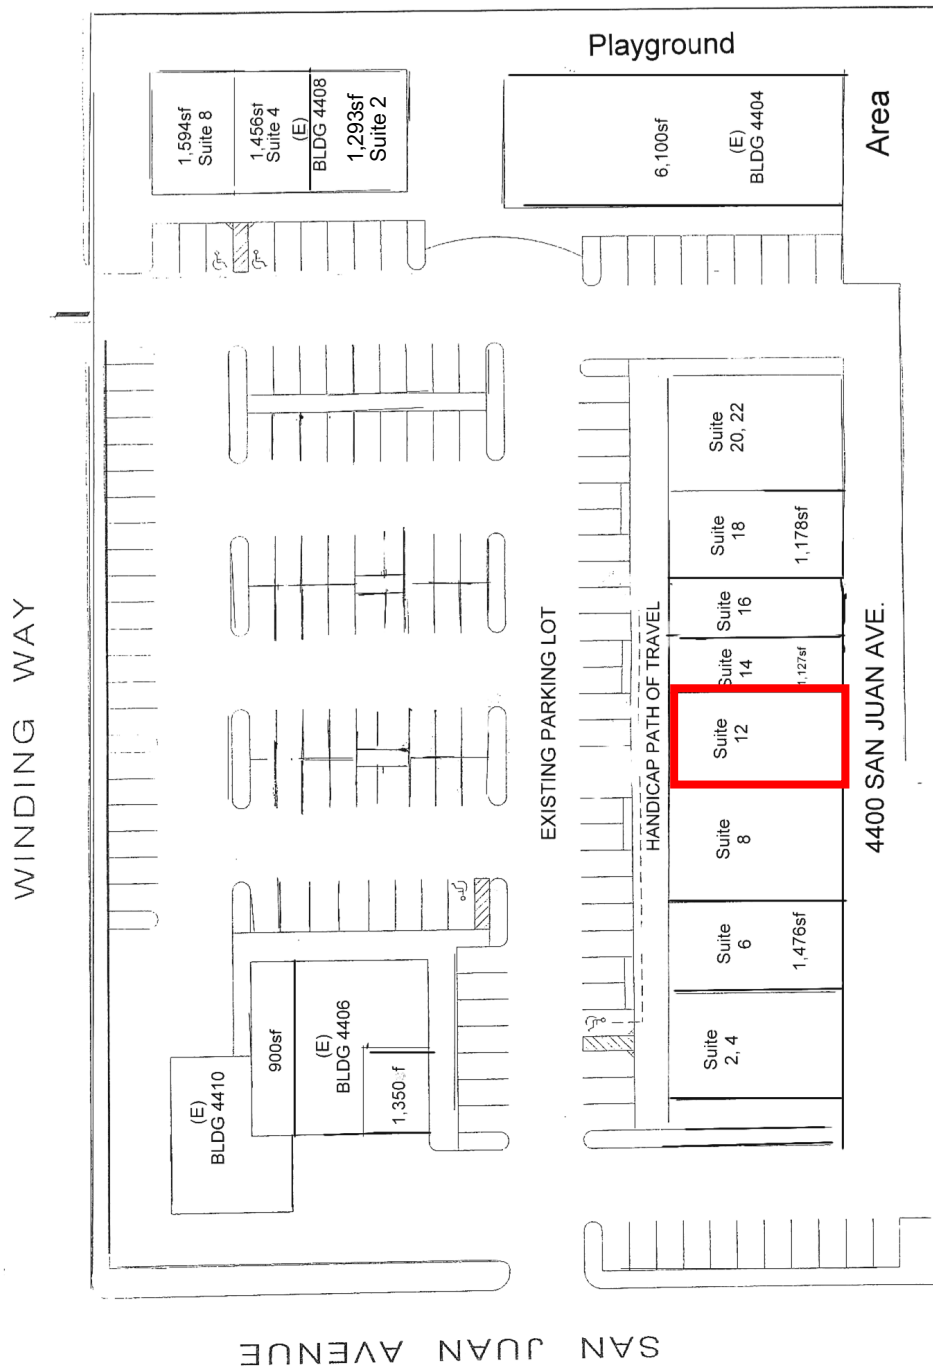 Playground
Area
1,594sf
Suite 8
1,456sf
Suite 4
(E)
BLDG 4408
1,293sf
Suite 2
6,100sf
(E)
BLDG 4404
WINDING WAY
EXISTING PARKING LOT
HANDICAP PATH OF TRAVEL
Suite
20, 22
Suite
18
1,178sf
Suite
16
Suite
14
1,127sf
Suite
12
Suite
8
Suite
6
1,476sf
Suite
2, 4
4400 SAN JUAN AVE.
900sf
(E)
BLDG 4406
1,350sf
(E)
BLDG 4410
SAN JUAN AVENUE